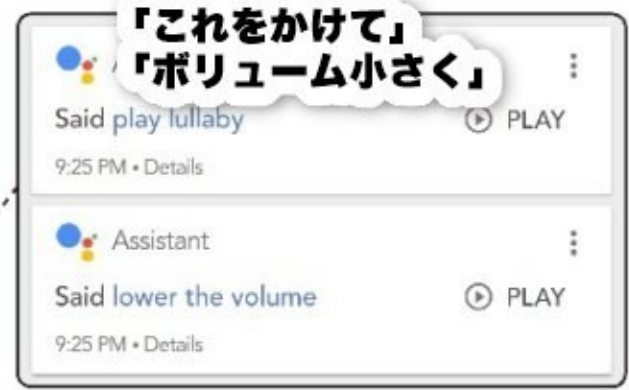 「これをかけて」
「ボリューム小さく」
Said play lullaby
PLAY
9:25 PM • Details
Assistant
Said lower the volume
PLAY
9:25 PM • Details